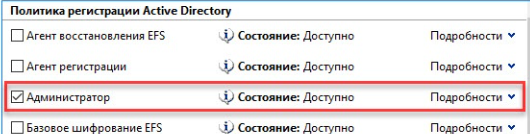 Политика регистрации Active Directory
Агент восстановления EFS Состояние: Доступно Подробности
Агент регистрации Состояние: Доступно Подробности
Администратор Состояние: Доступно Подробности
Базовое шифрование EFS Состояние: Доступно Подробности